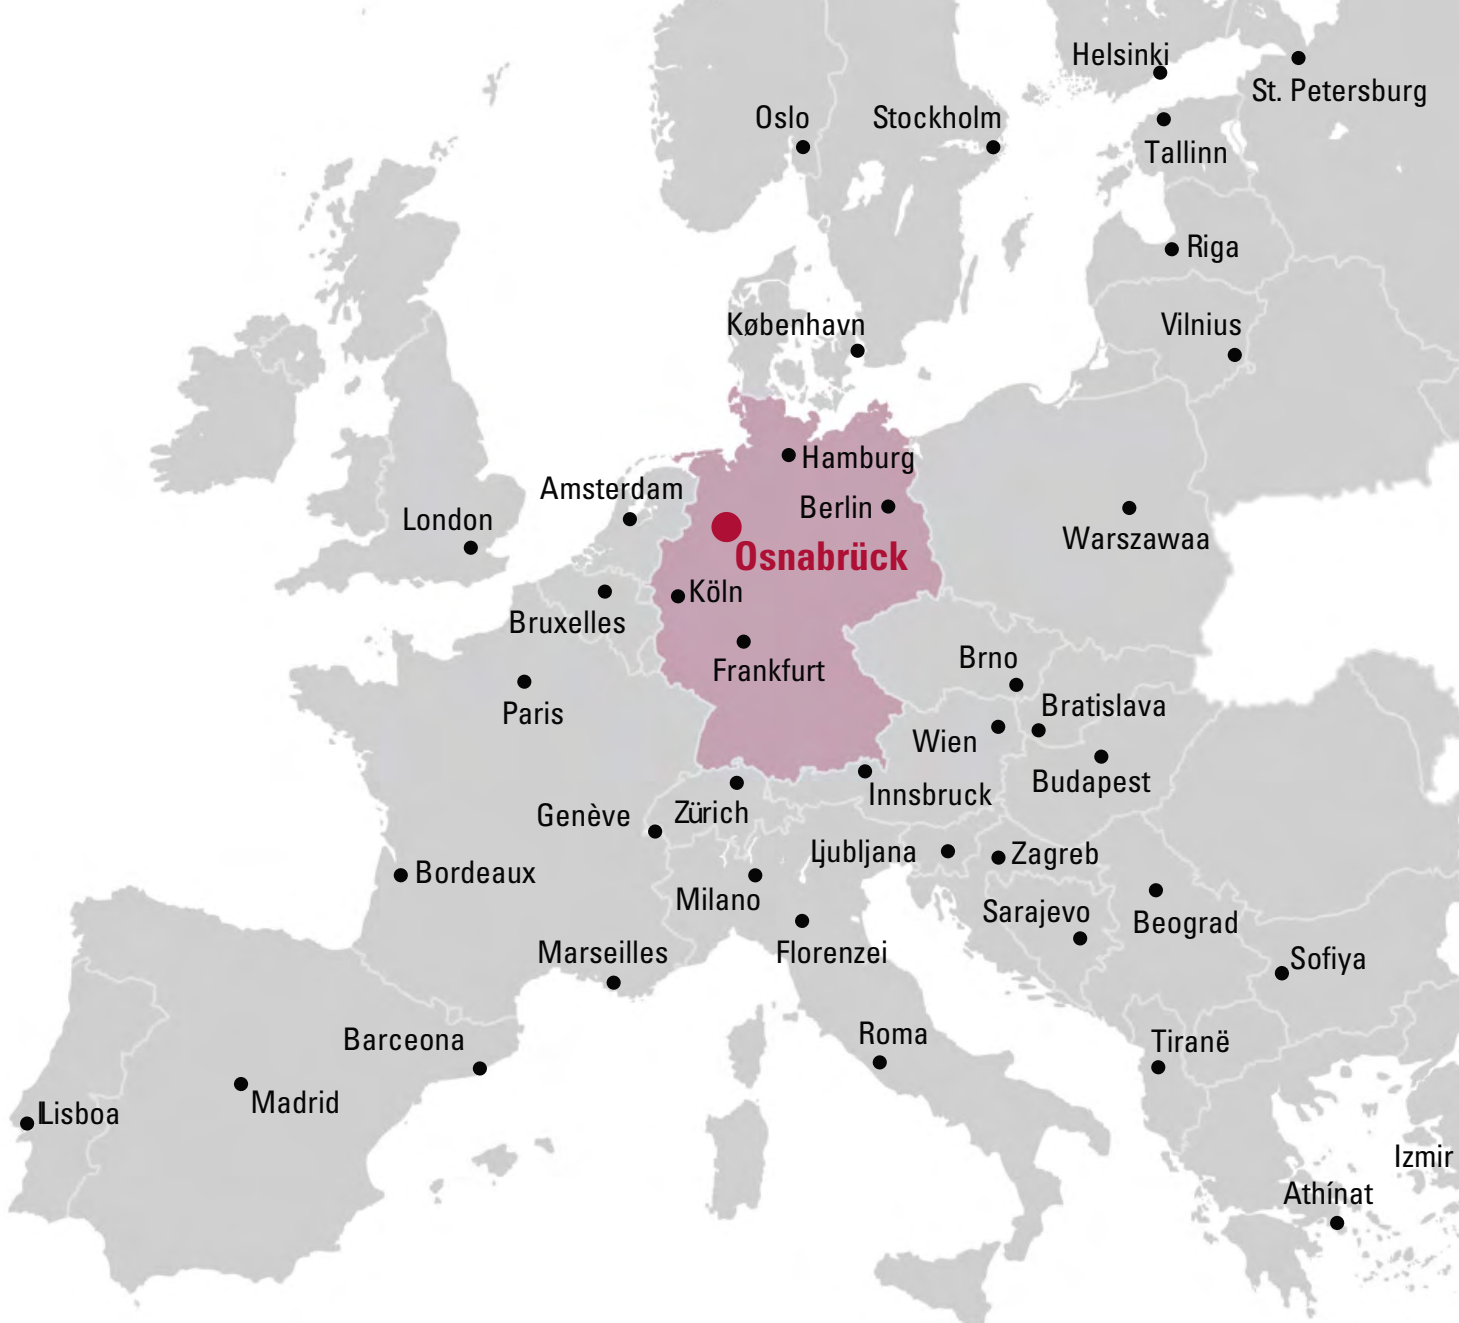 Helsinki
St. Petersburg
Oslo
Stockholm
Tallinn
Riga
København
Vilnius
Hamburg
Amsterdam
Berlin
London
Warszawaa
Osnabrück
Köln
Bruxelles
Brno
Frankfurt
Paris
Bratislava
Wien
Budapest
Innsbruck
Genève
Zürich
Ljubljana
Zagreb
Bordeaux
Milano
Sarajevo
Beograd
Marseilles
Florenzei
Sofiya
Barceona
Roma
Tiranë
Madrid
Lisboa
Izmir
Athínat